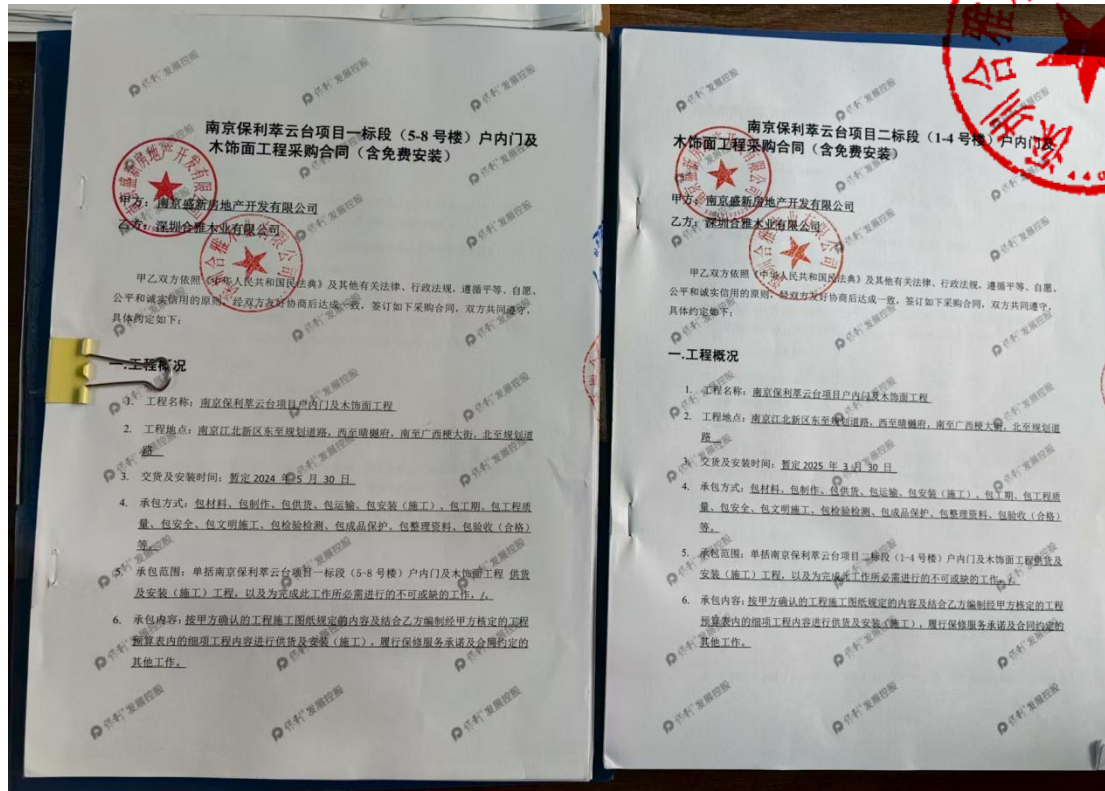 南京保利萃云台项目一标段（5-8 号楼）户内门及
木饰面工程采购合同（含免费安装）
甲方：南京盛新房地产开发有限公司
乙方：深圳合雅木业有限公司
甲乙双方依照《中华人民共和国民法典》及其他有关法律、行政法规，遵循平等、自愿、
公平和诚实信用的原则，经双方友好协商后达成一致，签订如下采购合同，双方共同遵守，
具体约定如下：
一.工程概况
1. 工程名称：南京保利萃云台项目户内门及木饰面工程
2. 工程地点：南京江北新区东至规划道路，西至晴樾府，南至广西埂大街，北至规划道
路
3. 交货及安装时间：暂定 2024 年 5 月 30 日
4. 承包方式：包材料、包制作、包供货、包运输、包安装（施工）、包工期、包工程质
量、包安全、包文明施工、包检验检测、包成品保护、包整理资料、包验收（合格）
等。
5. 承包范围：单括南京保利萃云台项目一标段（5-8 号楼）户内门及木饰面工程 供货
及安装（施工）工程，以及为完成此工作所必需进行的不可或缺的工作，/。
6. 承包内容：按甲方确认的工程施工图纸规定的内容及结合乙方编制经甲方核定的工程
预算表内的细项工程内容进行供货及安装（施工），履行保修服务承诺及合同约定的
其他工作。
南京保利萃云台项目二标段（1-4 号楼）户内门及
木饰面工程采购合同（含免费安装）
甲方：南京盛新房地产开发有限公司
乙方：深圳合雅木业有限公司
甲乙双方依照《中华人民共和国民法典》及其他有关法律、行政法规，遵循平等、自愿、
公平和诚实信用的原则，经双方友好协商后达成一致，签订如下采购合同，双方共同遵守，
具体约定如下：
一.工程概况
1. 工程名称：南京保利萃云台项目户内门及木饰面工程
2. 工程地点：南京江北新区东至规划道路，西至晴樾府，南至广西埂大街，北至规划道
路
3. 交货及安装时间：暂定 2025 年 3 月 30 日
4. 承包方式：包材料、包制作、包供货、包运输、包安装（施工）、包工期、包工程质
量、包安全、包文明施工、包检验检测、包成品保护、包整理资料、包验收（合格）
等。
5. 承包范围：单括南京保利萃云台项目二标段（1-4 号楼）户内门及木饰面工程供货及
安装（施工）工程，以及为完成此工作所必需进行的不可或缺的工作，/。
6. 承包内容：按甲方确认的工程施工图纸规定的内容及结合乙方编制经甲方核定的工程
预算表内的细项工程内容进行供货及安装（施工），履行保修服务承诺及合同约定的
其他工作。
保利发展控股
南京盛新房地产开发有限公司
深圳合雅木业有限公司
深圳合雅
440